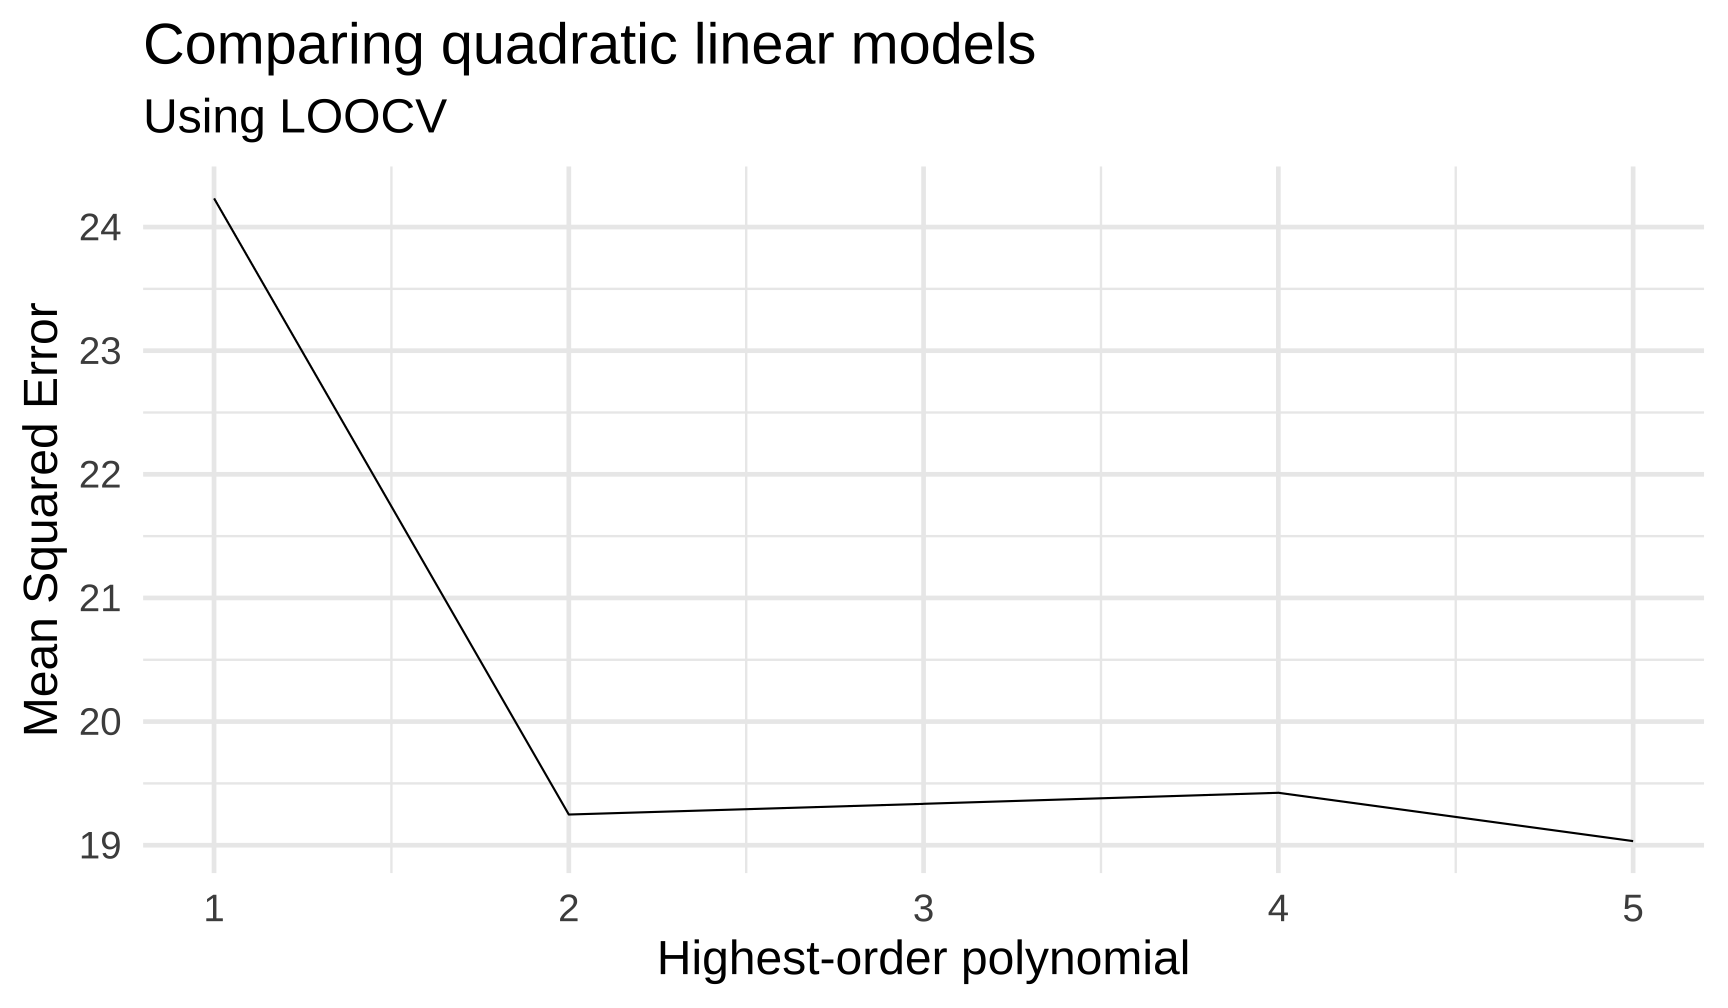 Comparing quadratic linear models
Using LOOCV
Mean Squared Error
24
23
22
21
20
19
1 2 3 4 5
Highest-order polynomial